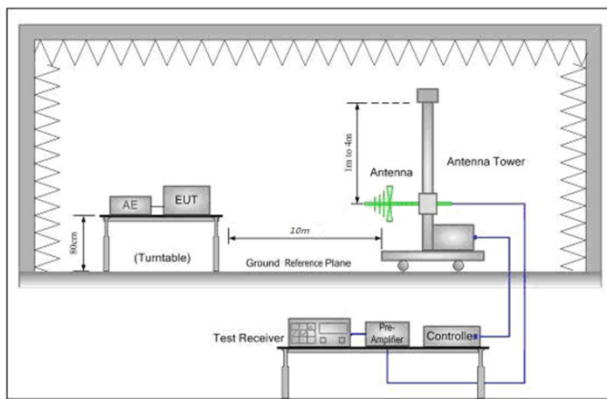 1m to 4m
Antenna
Antenna Tower
AE
EUT
80cm
(Turntable)
10m
Ground Reference Plane
Test Receiver
Pre-
Amplifier
Controller